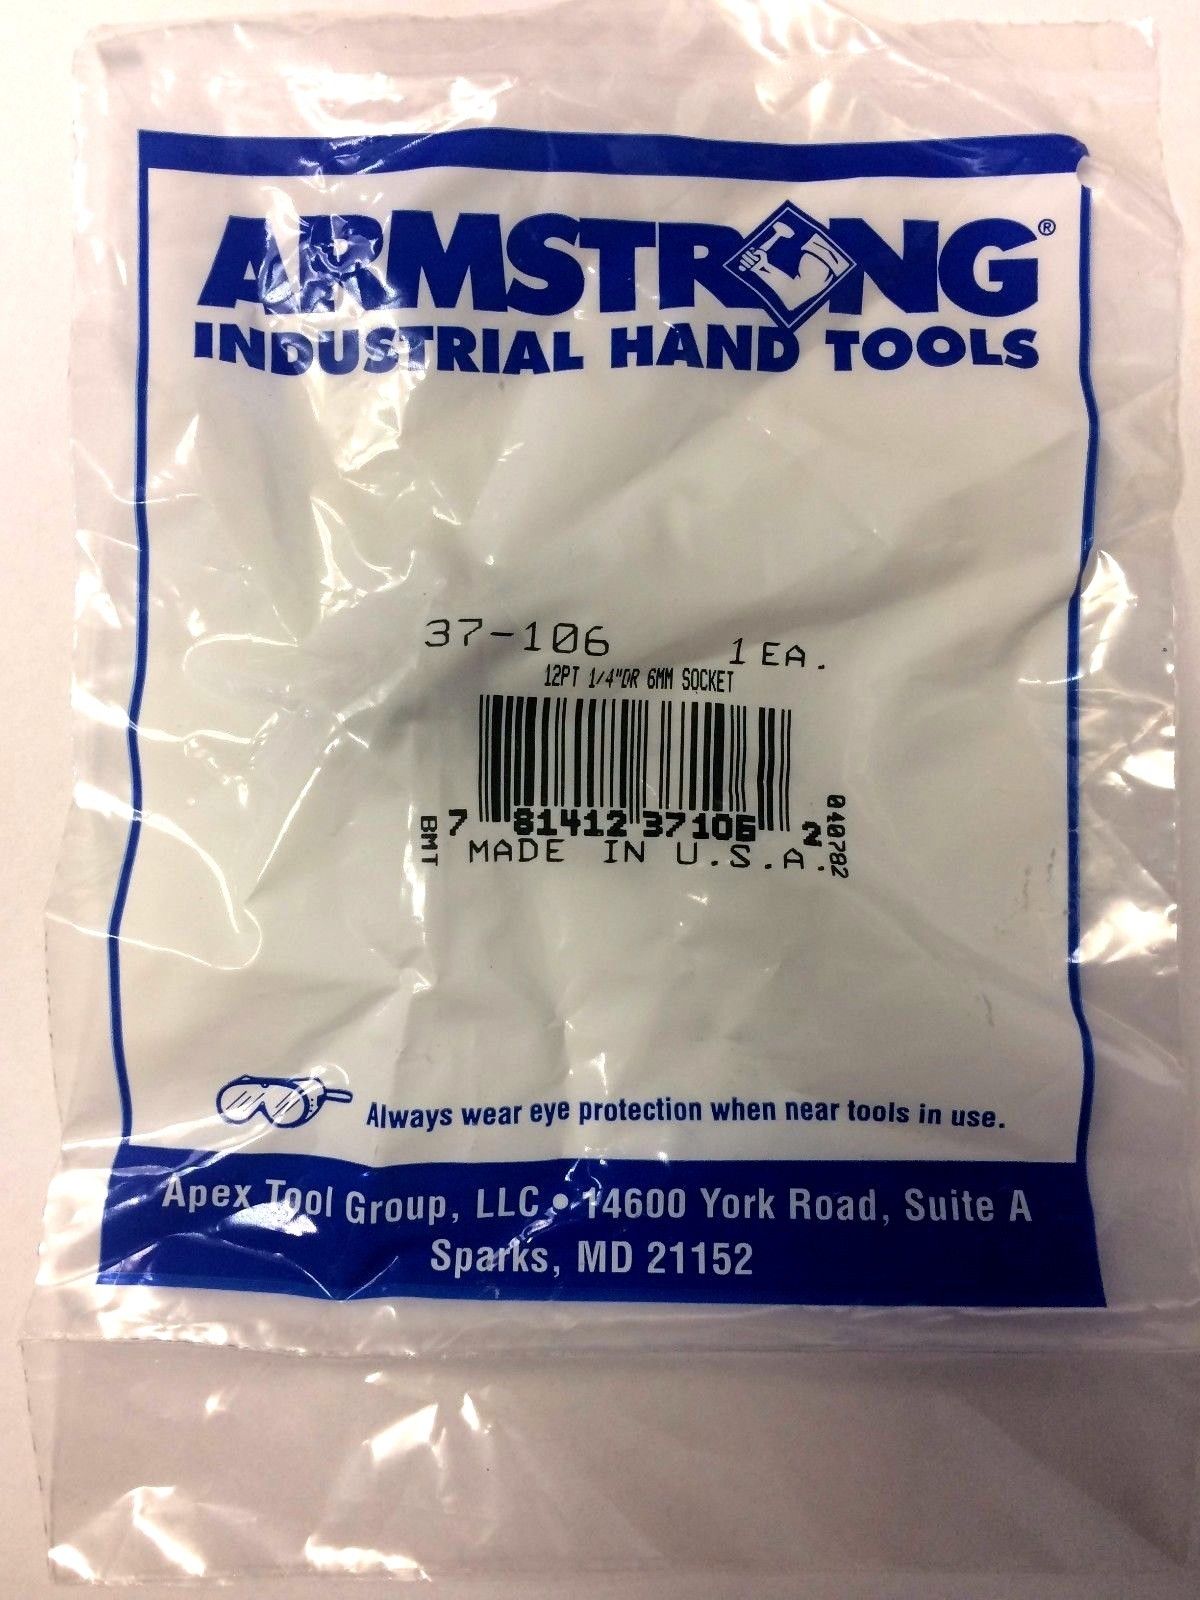 ARMSTRONG®
INDUSTRIAL HAND TOOLS
37-106 1 EA.
12PT 1/4"DR 6MM SOCKET
BMT
7 81412 37106 2
040782
MADE IN U.S.A.
Always wear eye protection when near tools in use.
Apex Tool Group, LLC • 14600 York Road, Suite A
Sparks, MD 21152